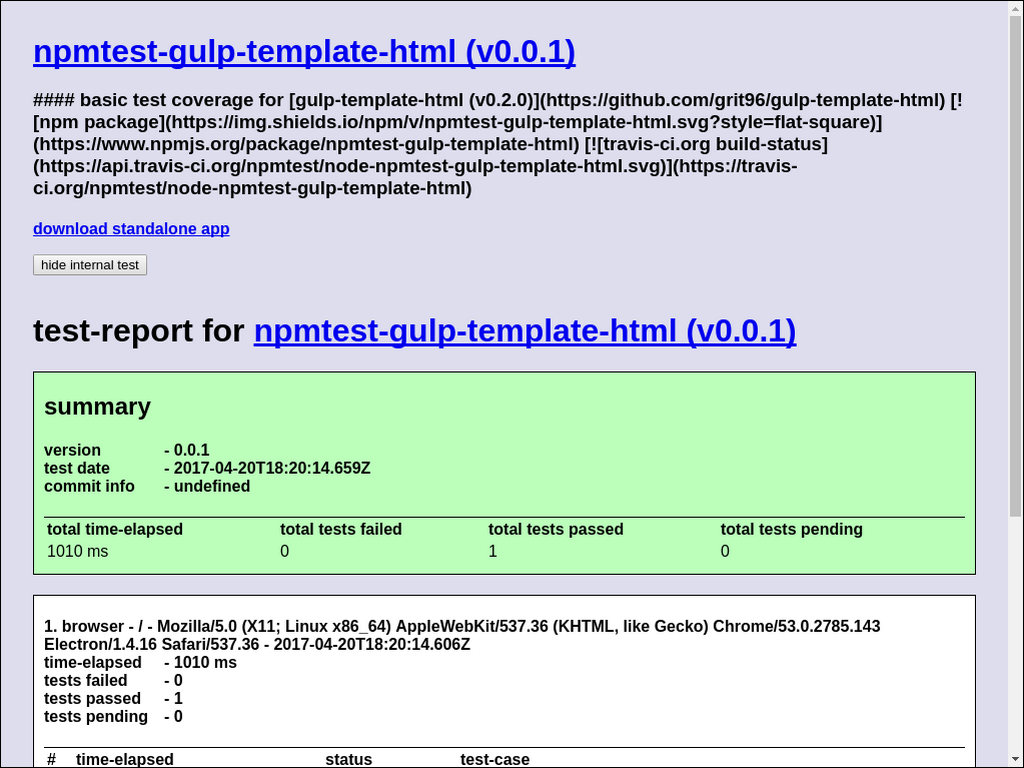 npmtest-gulp-template-html (v0.0.1)
#### basic test coverage for [gulp-template-html (v0.2.0)](https://github.com/grit96/gulp-template-html) [!
[npm package](https://img.shields.io/npm/v/npmtest-gulp-template-html.svg?style=flat-square)]
(https://www.npmjs.org/package/npmtest-gulp-template-html) [![travis-ci.org build-status]
(https://api.travis-ci.org/npmtest/node-npmtest-gulp-template-html.svg)](https://travis-
ci.org/npmtest/node-npmtest-gulp-template-html)
download standalone app
hide internal test
test-report for npmtest-gulp-template-html (v0.0.1)
summary
version - 0.0.1
test date - 2017-04-20T18:20:14.659Z
commit info - undefined
total time-elapsed total tests failed total tests passed total tests pending
1010 ms 0 1 0
1. browser - / - Mozilla/5.0 (X11; Linux x86_64) AppleWebKit/537.36 (KHTML, like Gecko) Chrome/53.0.2785.143
Electron/1.4.16 Safari/537.36 - 2017-04-20T18:20:14.606Z
time-elapsed - 1010 ms
tests failed - 0
tests passed - 1
tests pending - 0
# time-elapsed status test-case